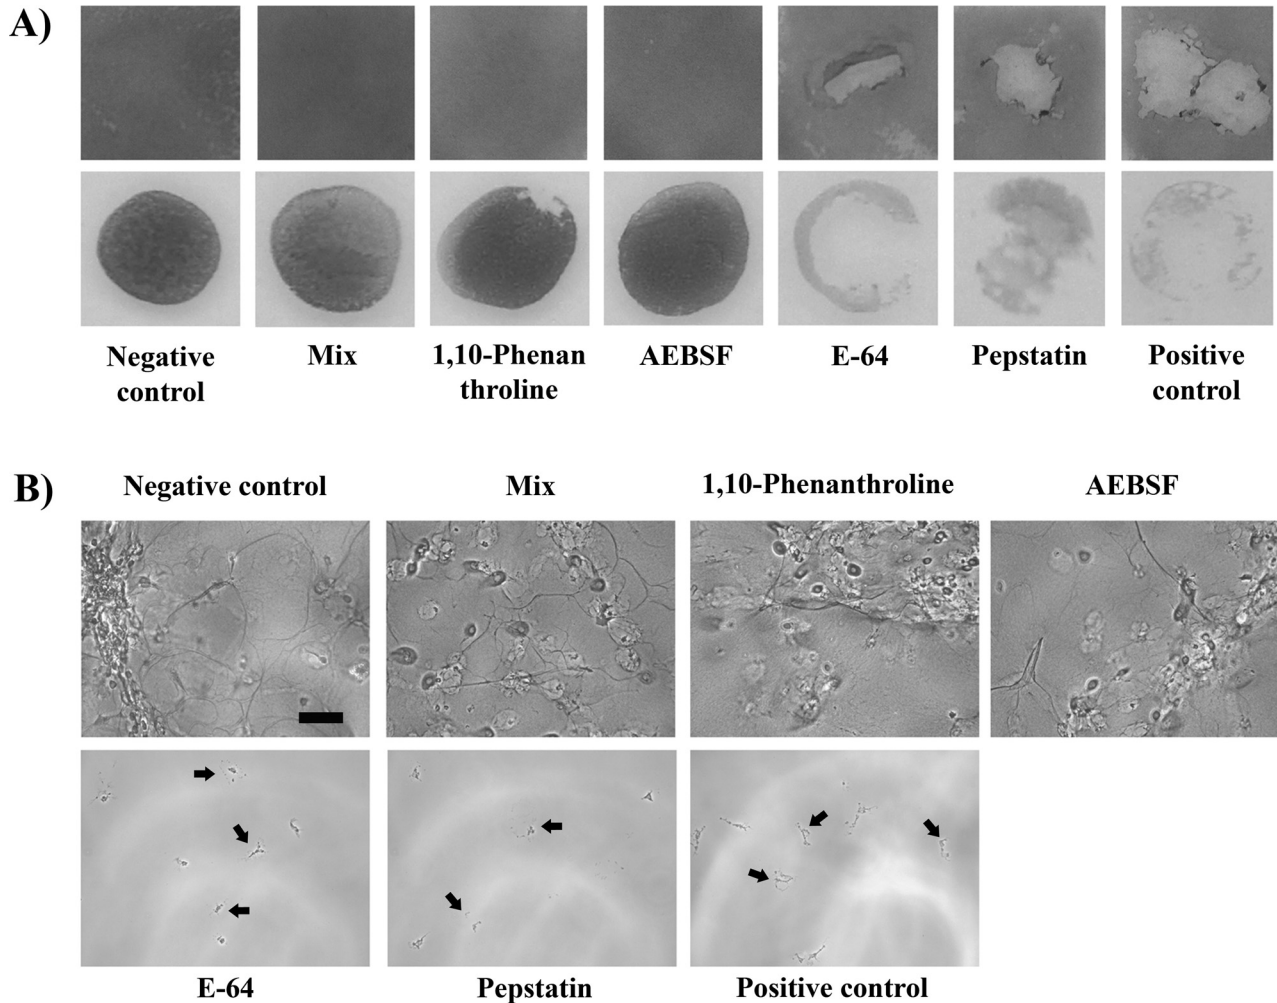 A)
Negative control
Mix
1,10-Phenan throline
AEBSF
E-64
Pepstatin
Positive control
B)
Negative control
Mix
1,10-Phenanthroline
AEBSF
E-64
Pepstatin
Positive control